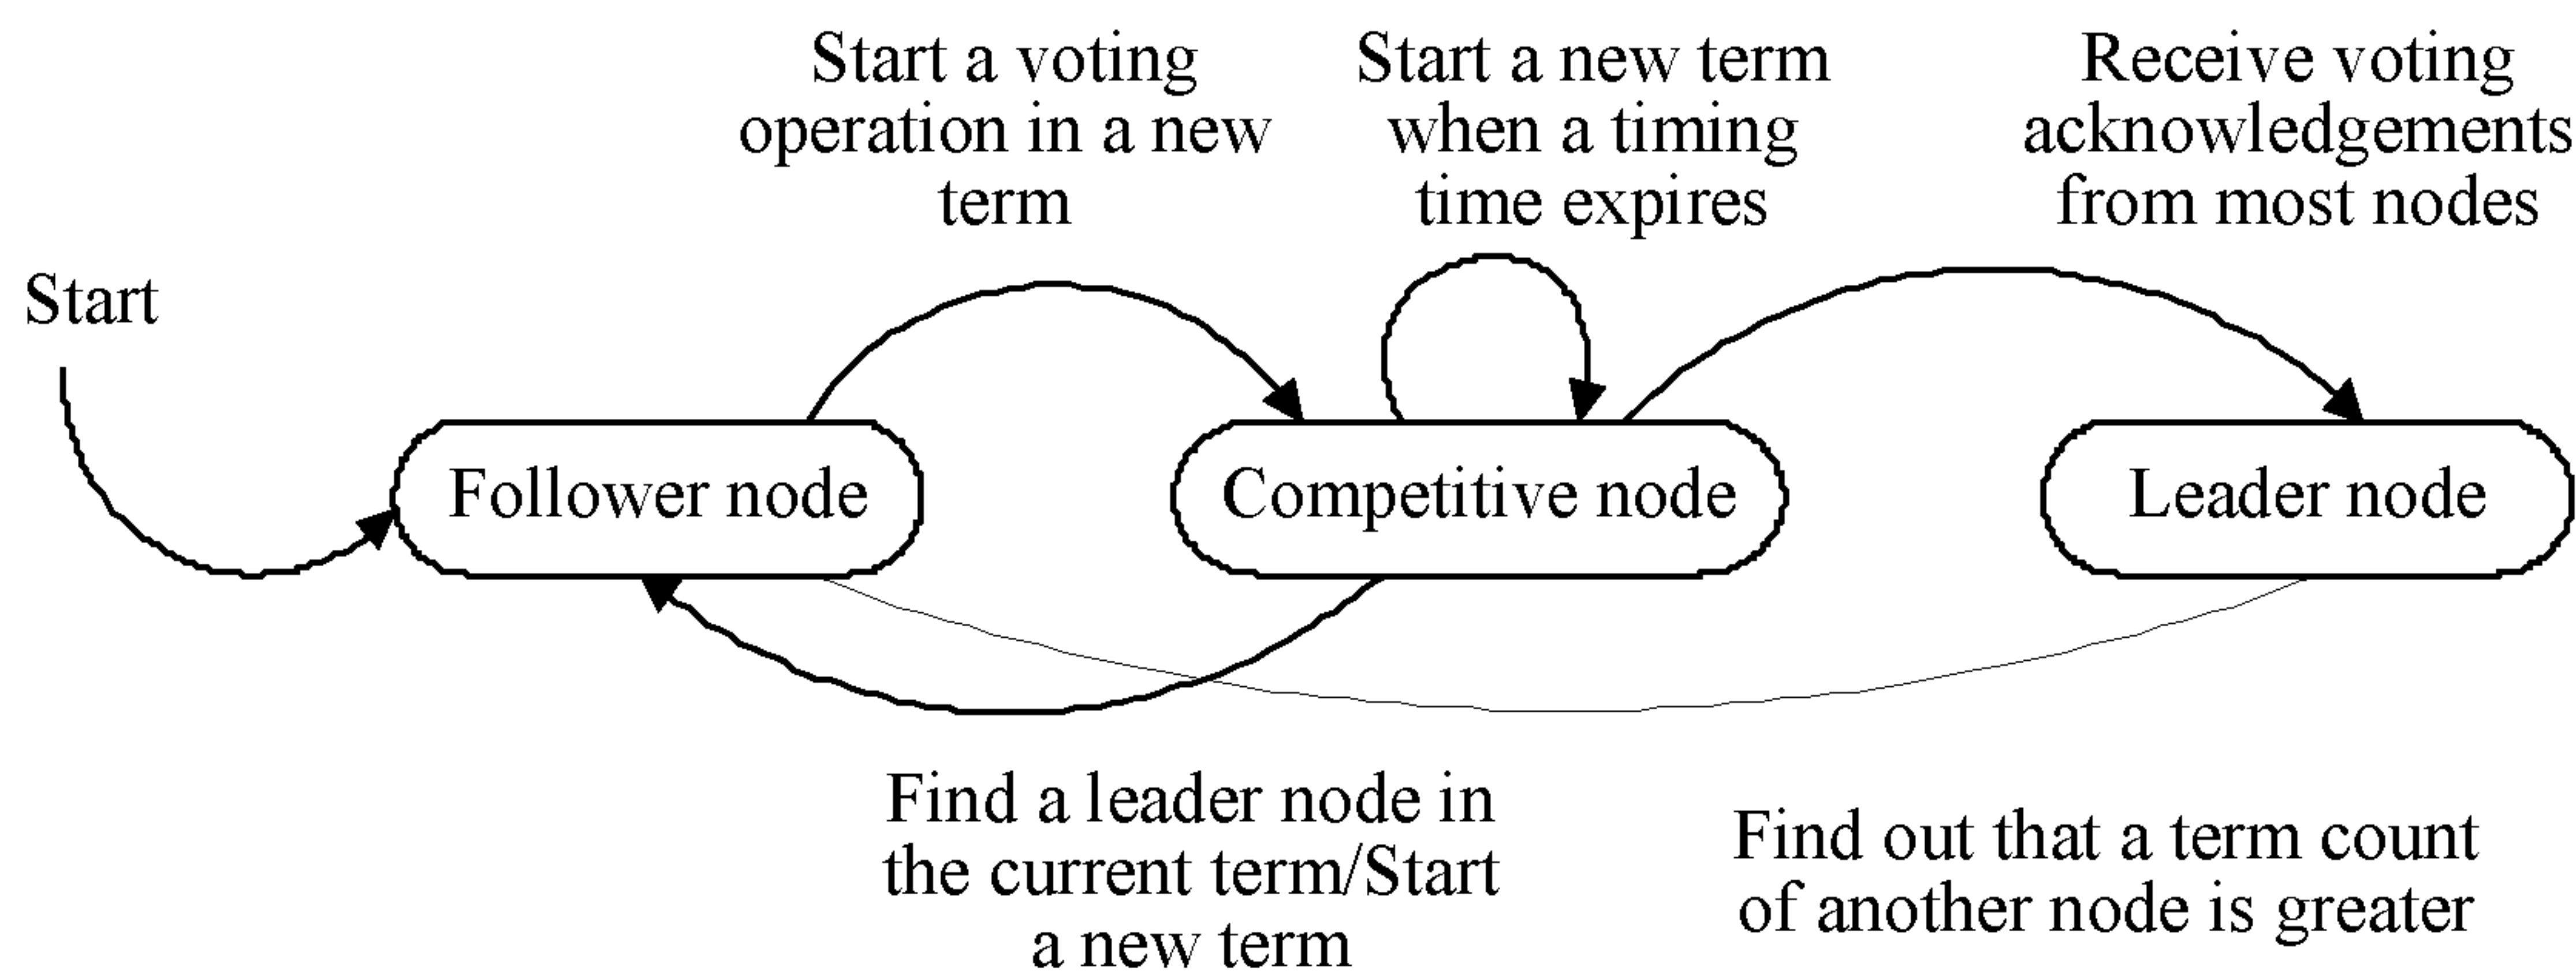 Start a voting
operation in a new
term
Start a new term
when a timing
time expires
Receive voting
acknowledgements
from most nodes
Start
Follower node
Competitive node
Leader node
Find a leader node in
the current term/Start
a new term
Find out that a term count
of another node is greater